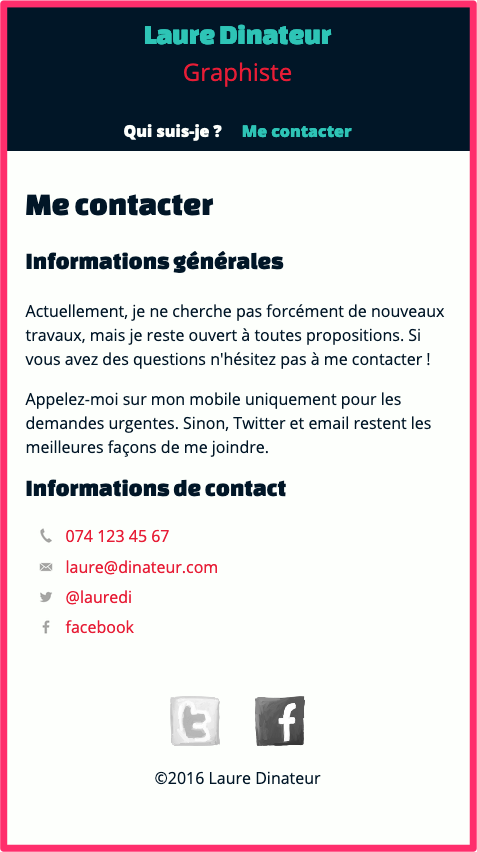 Laure Dinateur
Graphiste
Qui suis-je ? Me contacter
Me contacter
Informations générales
Actuellement, je ne cherche pas forcément de nouveaux
travaux, mais je reste ouvert à toutes propositions. Si
vous avez des questions n'hésitez pas à me contacter !
Appelez-moi sur mon mobile uniquement pour les
demandes urgentes. Sinon, Twitter et email restent les
meilleures façons de me joindre.
Informations de contact
074 123 45 67
laure@dinateur.com
@lauredi
facebook
t f
©2016 Laure Dinateur